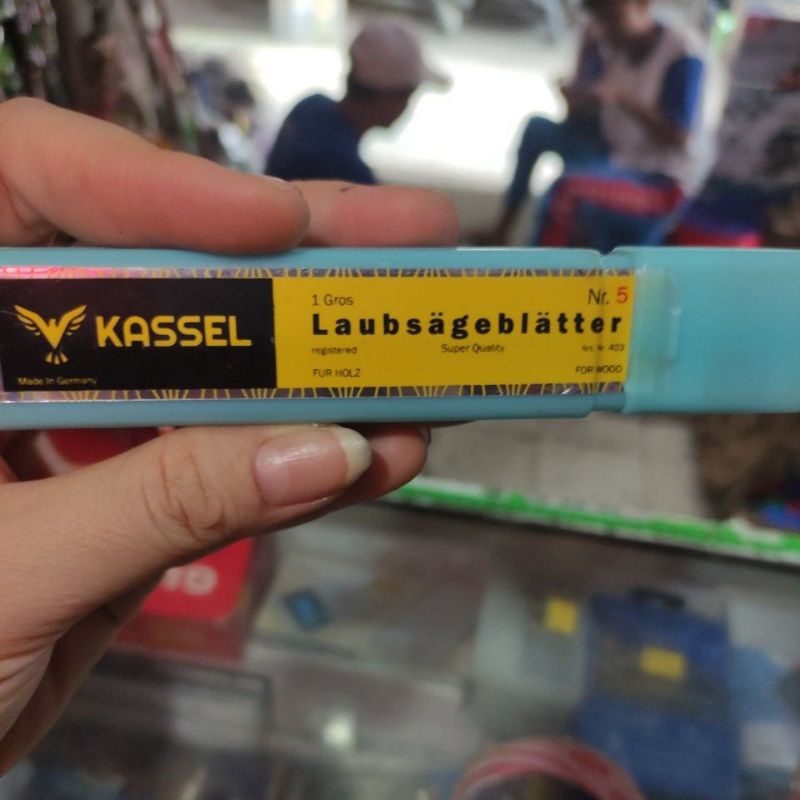 KASSEL
Made In Germany
1 Gros
Nr. 5
Laubsägeblätter
registered
Super Quality
Art. Nr. 403
FUR HOLZ
FOR WOOD